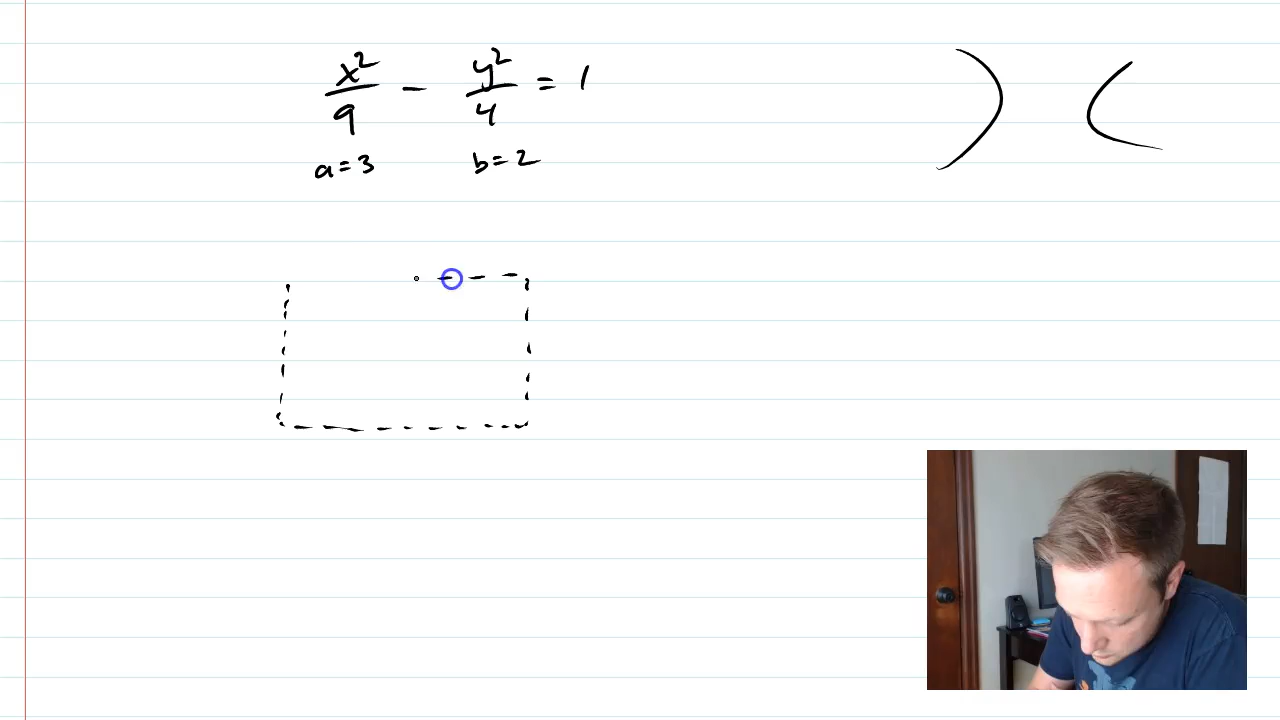 x²/9 - y²/4 = 1
a=3 b=2